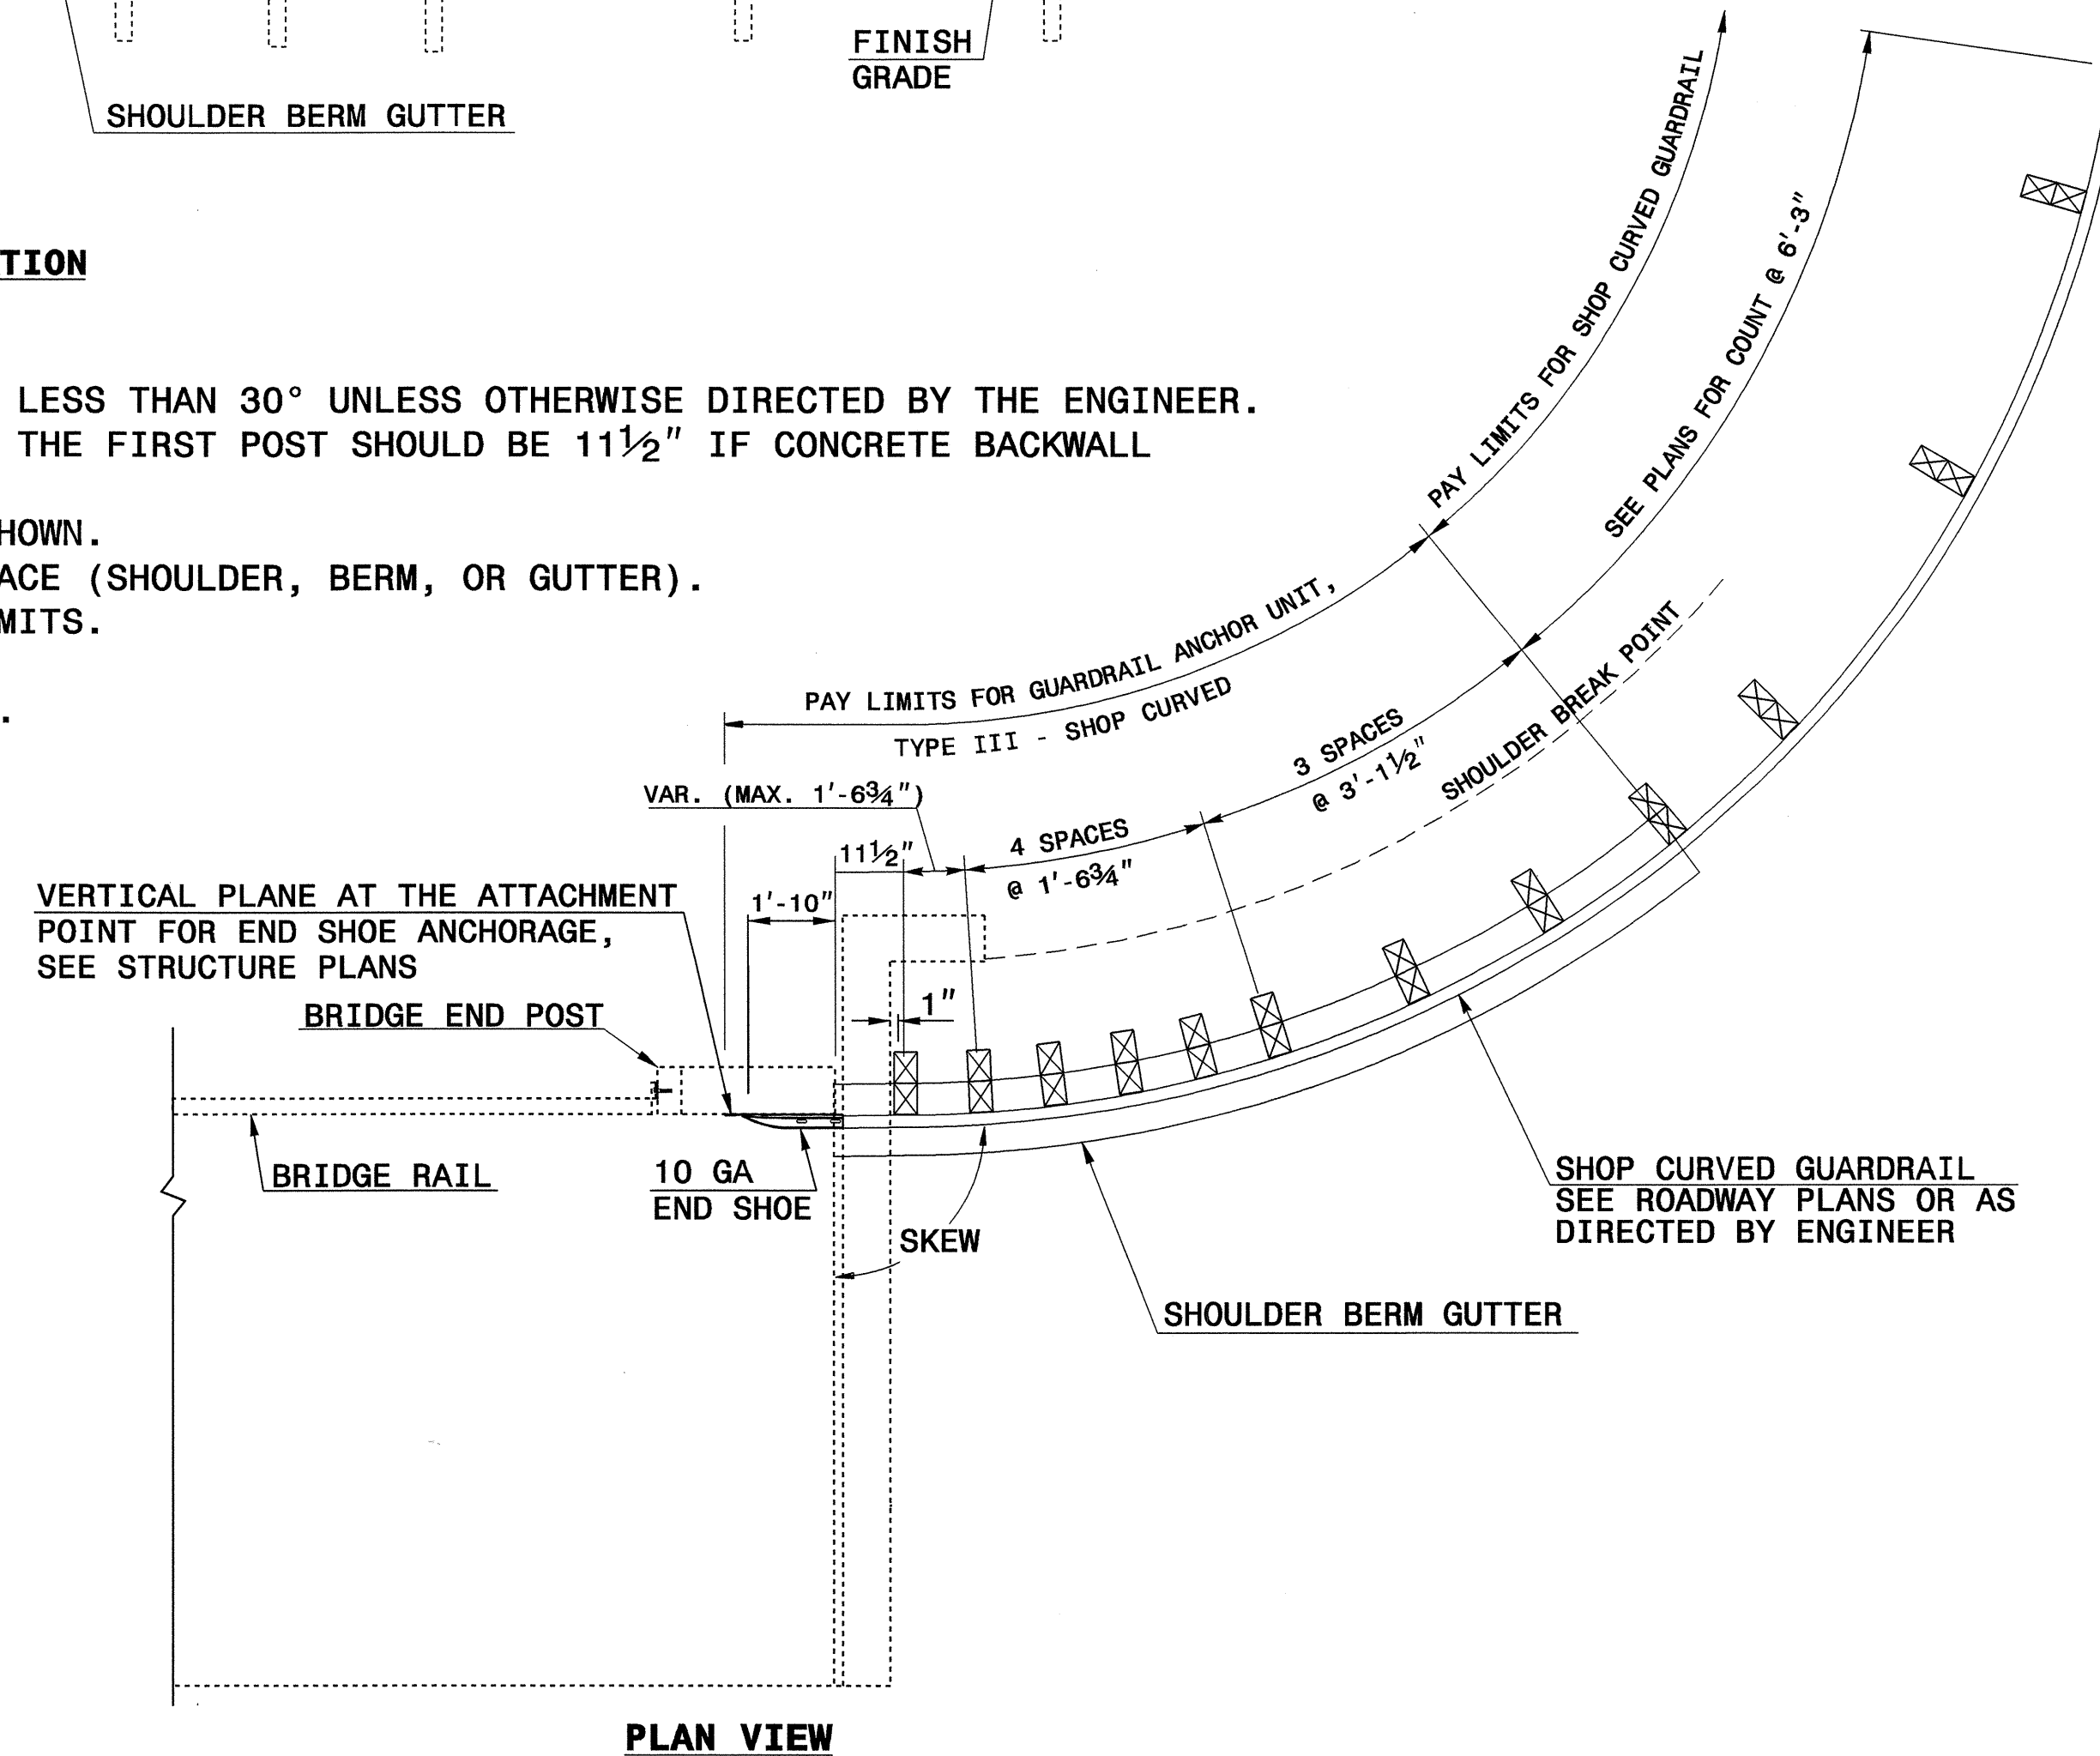 FINISH
GRADE
SHOULDER BERM GUTTER
TION
LESS THAN 30° UNLESS OTHERWISE DIRECTED BY THE ENGINEER.
THE FIRST POST SHOULD BE 11½" IF CONCRETE BACKWALL
HOWN.
ACE (SHOULDER, BERM, OR GUTTER).
MITS.
.
PAY LIMITS FOR SHOP CURVED GUARDRAIL
SEE PLANS FOR COUNT @ 6'-3"
PAY LIMITS FOR GUARDRAIL ANCHOR UNIT,
TYPE III - SHOP CURVED
SHOULDER BREAK POINT
3 SPACES
@ 3'-1½"
VAR. (MAX. 1'-6¾")
4 SPACES
@ 1'-6¾"
11½"
1'-10"
1"
VERTICAL PLANE AT THE ATTACHMENT
POINT FOR END SHOE ANCHORAGE,
SEE STRUCTURE PLANS
BRIDGE END POST
BRIDGE RAIL
10 GA
END SHOE
SKEW
SHOP CURVED GUARDRAIL
SEE ROADWAY PLANS OR AS
DIRECTED BY ENGINEER
SHOULDER BERM GUTTER
PLAN VIEW